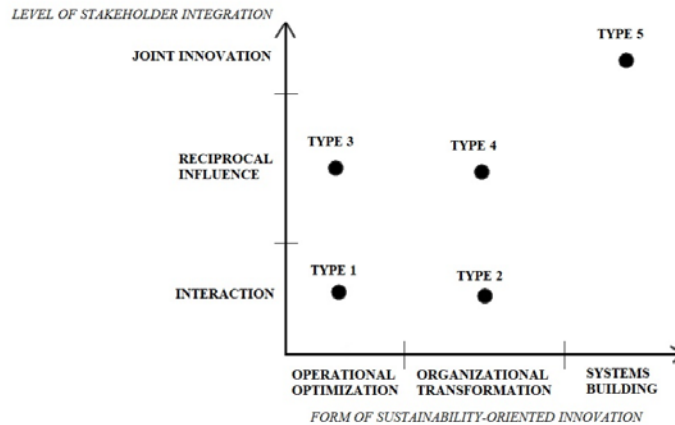 LEVEL OF STAKEHOLDER INTEGRATION
TYPE 5
JOINT INNOVATION
TYPE 3
TYPE 4
RECIPROCAL
INFLUENCE
TYPE 1
TYPE 2
INTERACTION
OPERATIONAL
OPTIMIZATION
ORGANIZATIONAL
TRANSFORMATION
SYSTEMS
BUILDING
FORM OF SUSTAINABILITY-ORIENTED INNOVATION